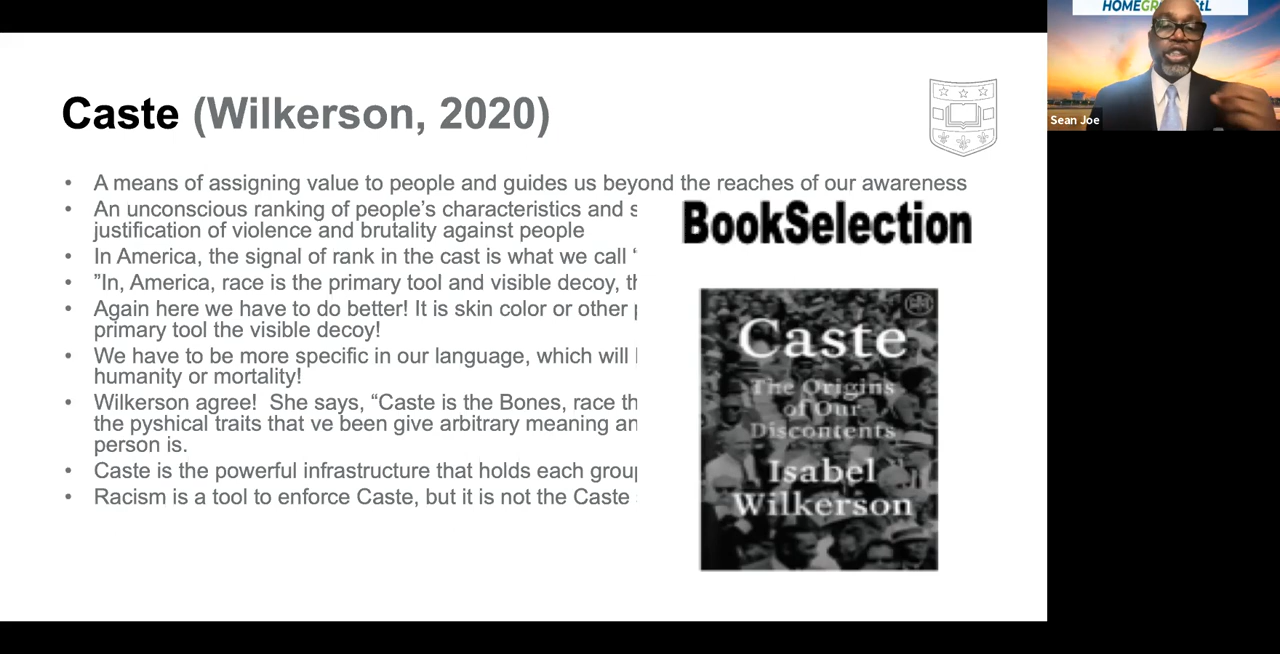 HOMEGR
tL
Sean Joe
Caste (Wilkerson, 2020)
• A means of assigning value to people and guides us beyond the reaches of our awareness
• An unconscious ranking of people's characteristics and s
justification of violence and brutality against people
• In America, the signal of rank in the cast is what we call '
• "In, America, race is the primary tool and visible decoy, th
• Again here we have to do better! It is skin color or other p
primary tool the visible decoy!
• We have to be more specific in our language, which will
humanity or mortality!
• Wilkerson agree! She says, "Caste is the Bones, race th
the pyshical traits that ve been give arbitrary meaning an
person is.
• Caste is the powerful infrastructure that holds each group
• Racism is a tool to enforce Caste, but it is not the Caste
BookSelection
Caste
The Origins
of Our
Discontents
Isabel
Wilkerson